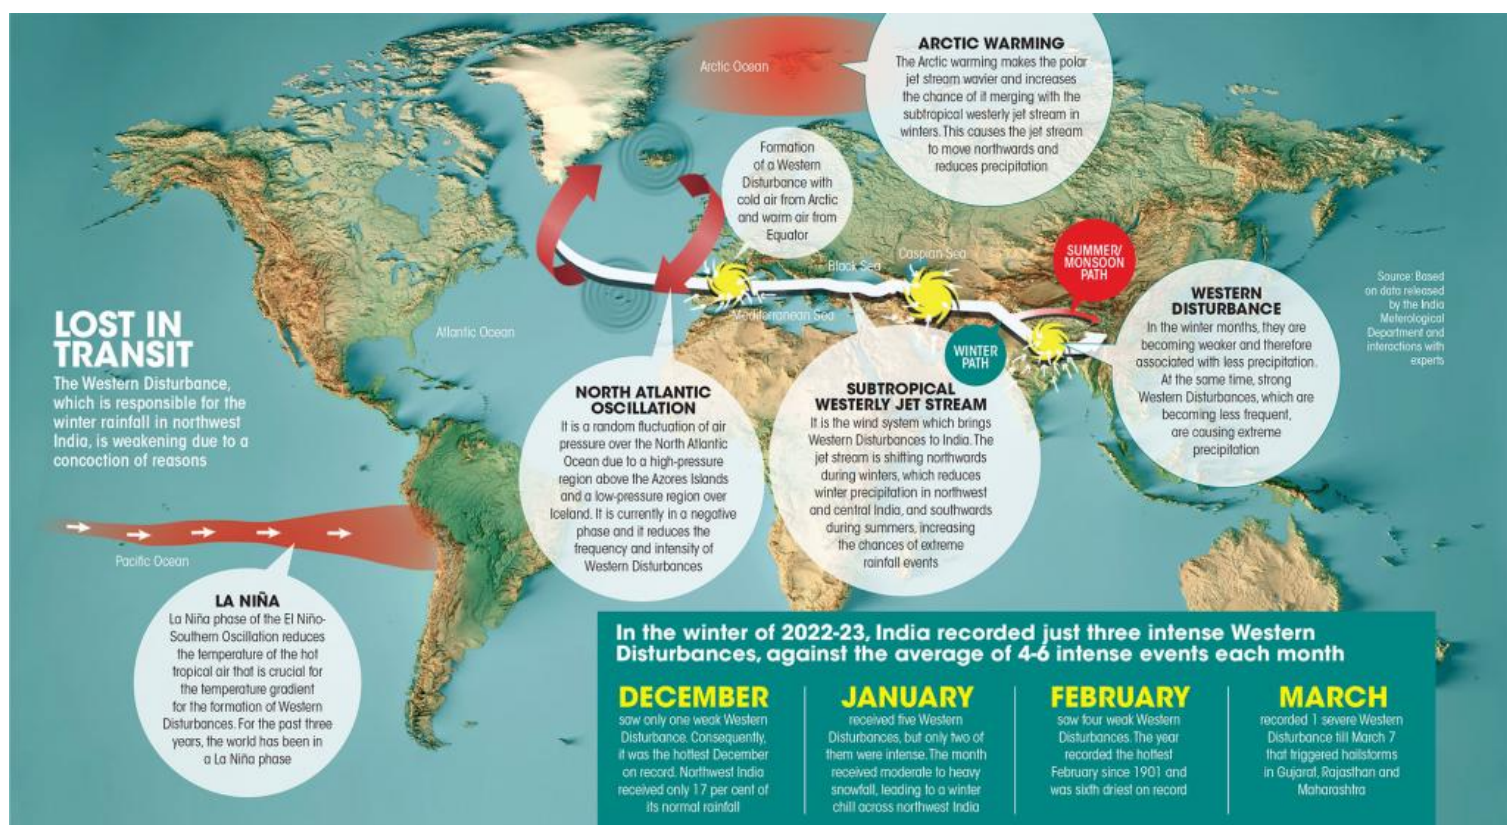 ARCTIC WARMING
The Arctic warming makes the polar
jet stream wavier and increases
the chance of it merging with the
subtropical westerly jet stream in
winters. This causes the jet stream
to move northwards and
reduces precipitation
Arctic Ocean
Formation
of a Western
Disturbance with
cold air from Arctic
and warm air from
Equator
Caspian Sea
Black Sea
Mediterranean Sea
Atlantic Ocean
SUMMER/
MONSOON
PATH
WINTER
PATH
Source: Based
on data released
by the India
Meterological
Department and
interactions with
experts
WESTERN
DISTURBANCE
In the winter months, they are
becoming weaker and therefore
associated with less precipitation.
At the same time, strong
Western Disturbances, which are
becoming less frequent,
are causing extreme
precipitation
LOST IN
TRANSIT
The Western Disturbance,
which is responsible for the
winter rainfall in northwest
India, is weakening due to a
concoction of reasons
NORTH ATLANTIC
OSCILLATION
It is a random fluctuation of air
pressure over the North Atlantic
Ocean due to a high-pressure
region above the Azores Islands
and a low-pressure region over
Iceland. It is currently in a negative
phase and it reduces the
frequency and intensity of
Western Disturbances
SUBTROPICAL
WESTERLY JET STREAM
It is the wind system which brings
Western Disturbances to India. The
jet stream is shifting northwards
during winters, which reduces
winter precipitation in northwest
and central India, and southwards
during summers, increasing
the chances of extreme
rainfall events
Pacific Ocean
LA NIÑA
La Niña phase of the El Niño-
Southern Oscillation reduces
the temperature of the hot
tropical air that is crucial for
the temperature gradient
for the formation of Western
Disturbances. For the past three
years, the world has been in
a La Niña phase
In the winter of 2022-23, India recorded just three intense Western
Disturbances, against the average of 4-6 intense events each month
DECEMBER
saw only one weak Western
Disturbance. Consequently,
it was the hottest December
on record. Northwest India
received only 17 per cent of
its normal rainfall
JANUARY
received five Western
Disturbances, but only two of
them were intense. The month
received moderate to heavy
snowfall, leading to a winter
chill across northwest India
FEBRUARY
saw four weak Western
Disturbances. The year
recorded the hottest
February since 1901 and
was sixth driest on record
MARCH
recorded 1 severe Western
Disturbance till March 7
that triggered hailstorms
in Gujarat, Rajasthan and
Maharashtra